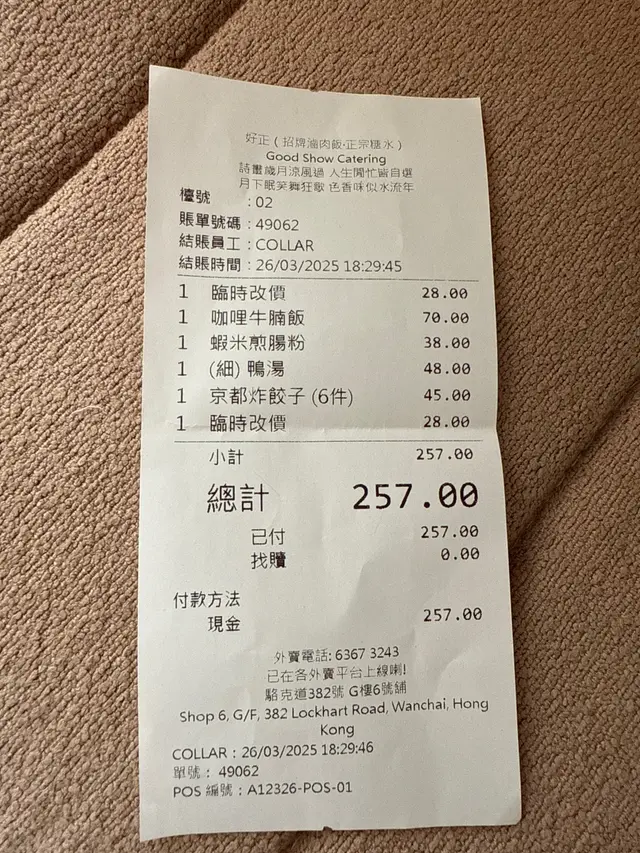 好正(招牌滷肉飯·正宗糖水)
Good Show Catering
詩畫歲月涼風過 人生閒忙皆自選
月下眠笑舞狂歌 色香味似水流年
檯號 : 02
賬單號碼 : 49062
結賬員工 : COLLAR
結賬時間 : 26/03/2025 18:29:45
1 臨時改價 28.00
1 咖哩牛腩飯 70.00
1 蝦米煎腸粉 38.00
1 (細) 鴨湯 48.00
1 京都炸餃子 (6件) 45.00
1 臨時改價 28.00
小計 257.00
總計 257.00
已付 257.00
找贖 0.00
付款方法
現金 257.00
外賣電話: 6367 3243
已在各外賣平台上線喇!
駱克道382號 G樓6號舖
Shop 6, G/F, 382 Lockhart Road, Wanchai, Hong
Kong
COLLAR : 26/03/2025 18:29:46
單號 : 49062
POS 編號 : A12326-POS-01